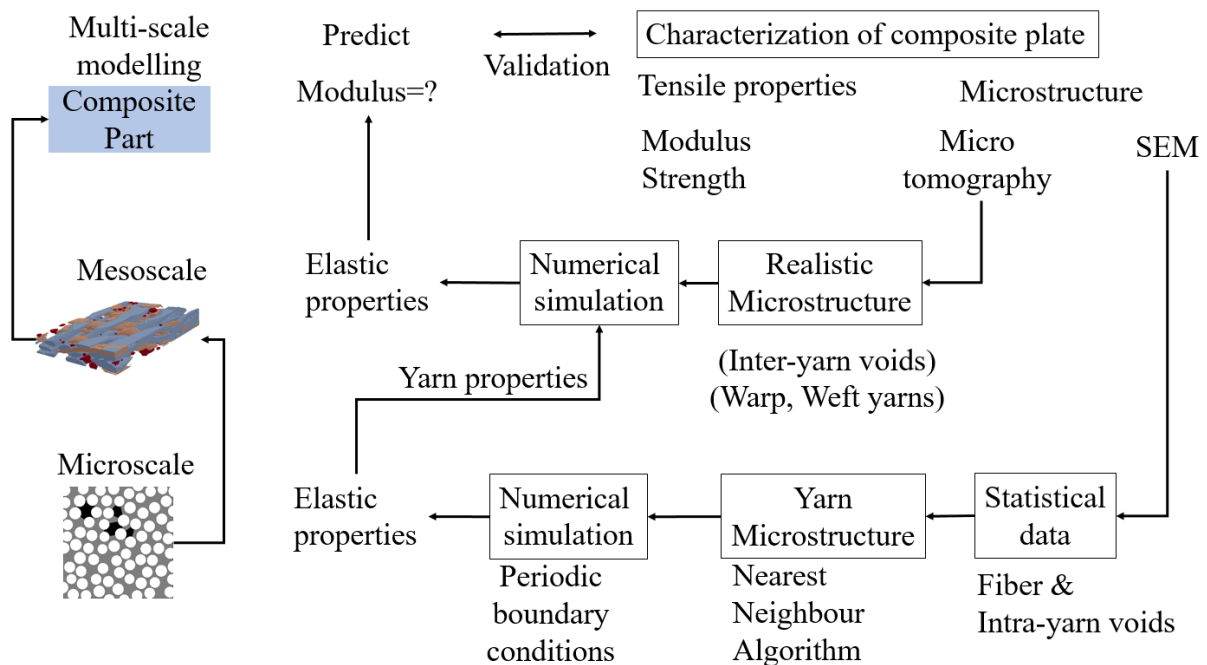 Multi-scale
modelling
Composite
Part
Mesoscale
Microscale
Predict
Modulus=?
Validation
Characterization of composite plate
Tensile properties
Microstructure
Modulus
Strength
Micro
tomography
SEM
Elastic
properties
Numerical
simulation
Realistic
Microstructure
(Inter-yarn voids)
(Warp, Weft yarns)
Yarn properties
Elastic
properties
Numerical
simulation
Periodic
boundary
conditions
Yarn
Microstructure
Nearest
Neighbour
Algorithm
Statistical
data
Fiber &
Intra-yarn voids